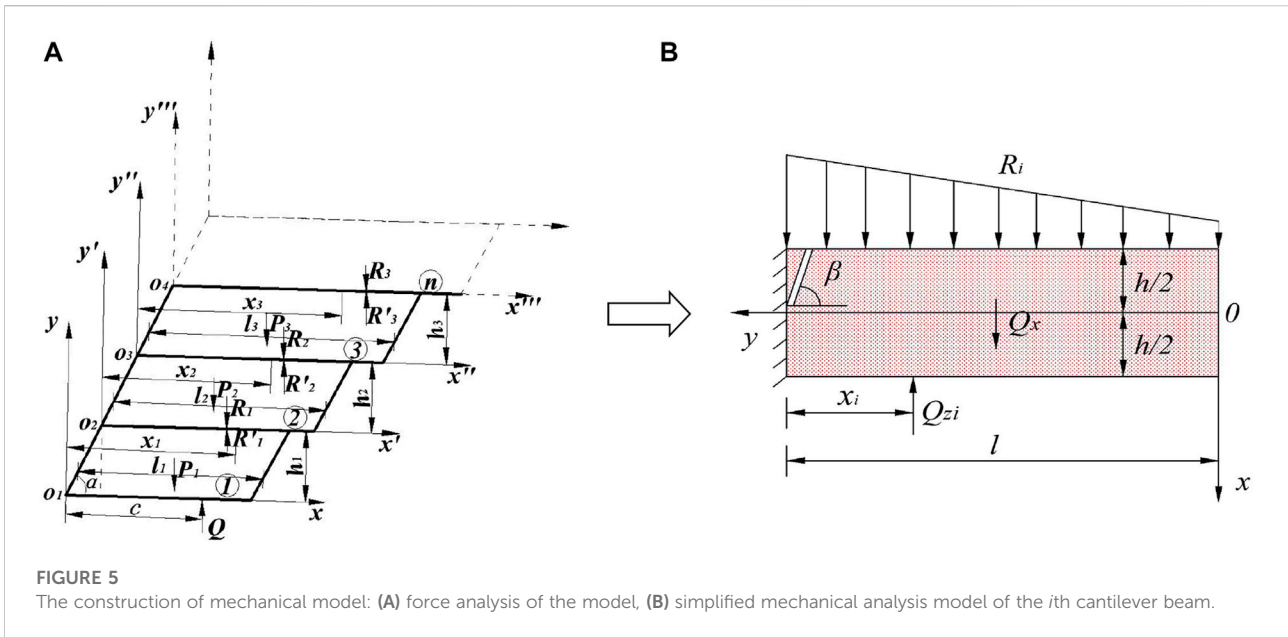 A
y'''
y''
y'
y
o₄
R₃
n
x₃
x'''
l₃
P₃
R'₃
h₃
o₃
R₂
3
x''
x₂
l₂
P₂
R'₂
h₂
o₂
R₁
2
x'
x₁
l₁
P₁
R'₁
h₁
a
1
o₁
x
c
Q
B
Rᵢ
β
h/2
Qₓ
y
0
h/2
xᵢ
Q_zi
l
x
FIGURE 5
The construction of mechanical model: (A) force analysis of the model, (B) simplified mechanical analysis model of the ith cantilever beam.